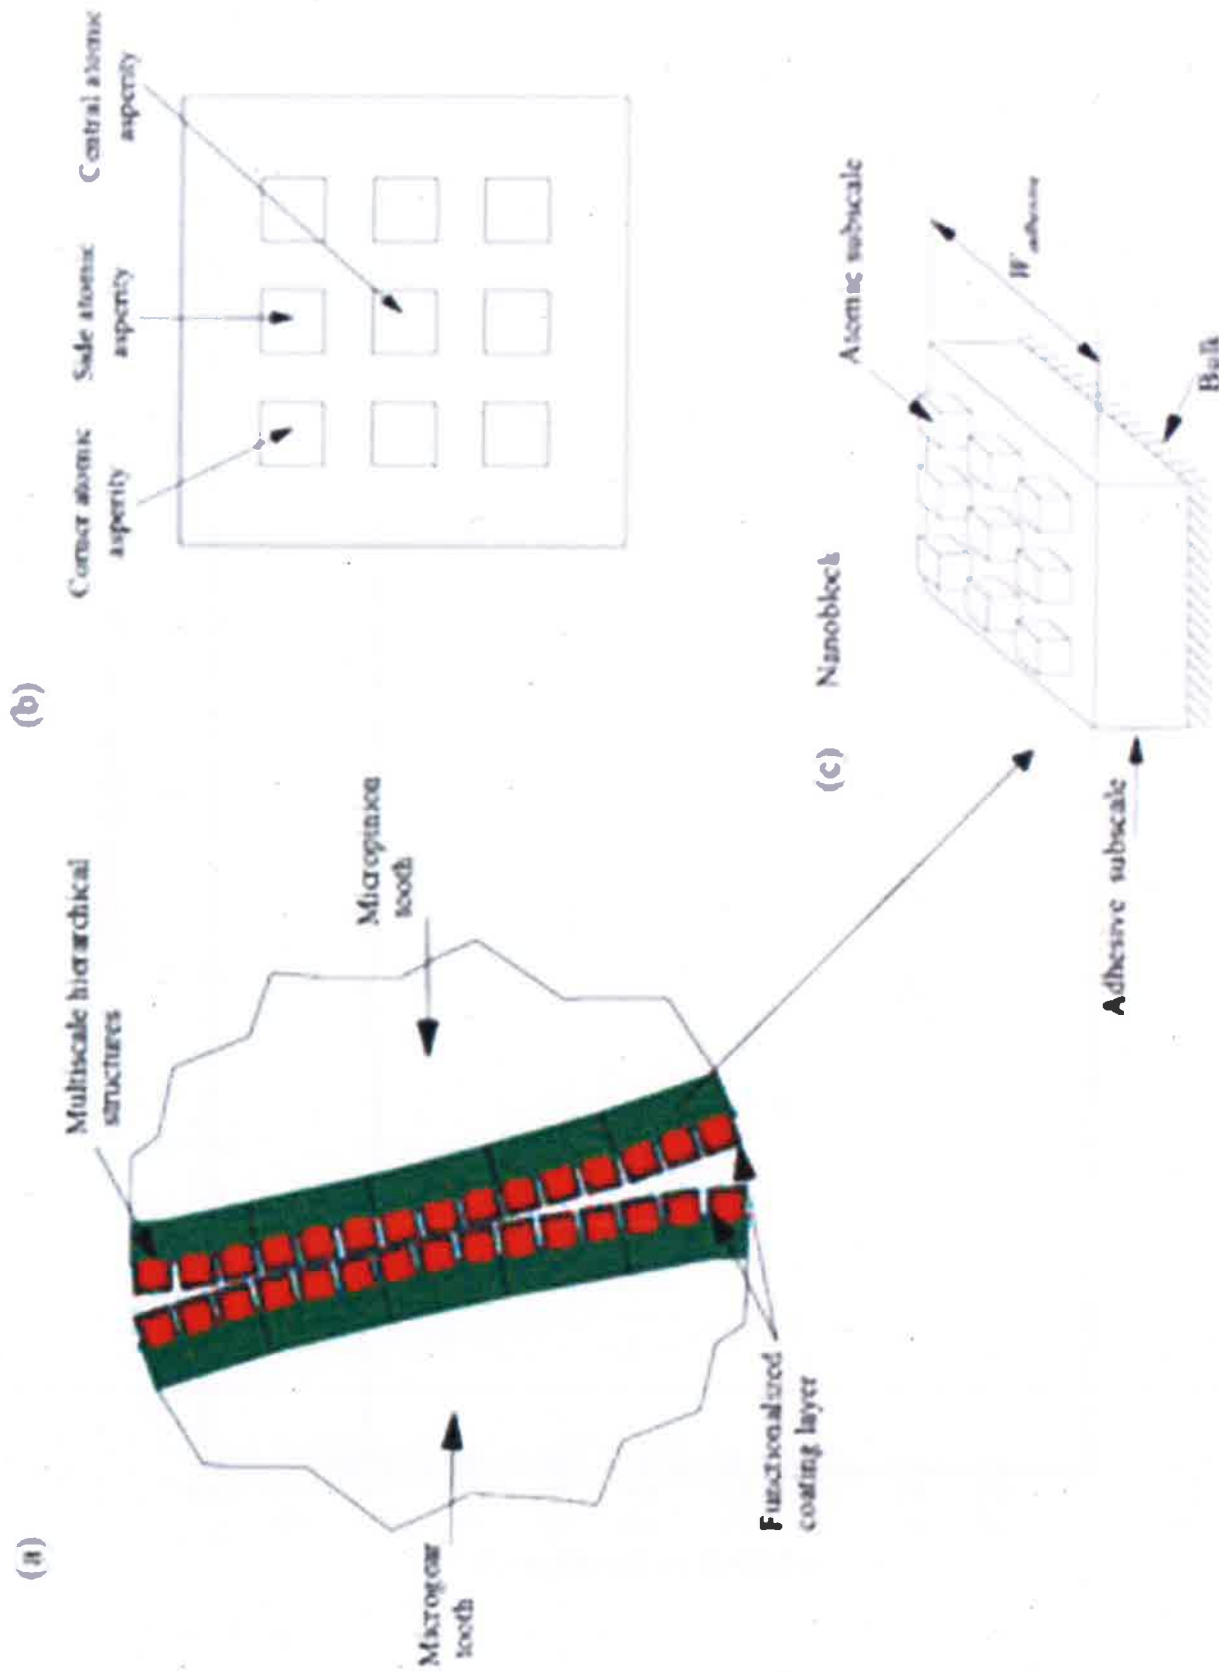 (a)
Multiscale hierarchical
structures
Microgear
tooth
Micropinion
tooth
Functionalized
coating layer
(b)
Corner atomic
asperity
Side atomic
asperity
Central atomic
asperity
(c)
Nanoblock
Atomic subscale
W adhesive
Adhesive subscale
Bulk